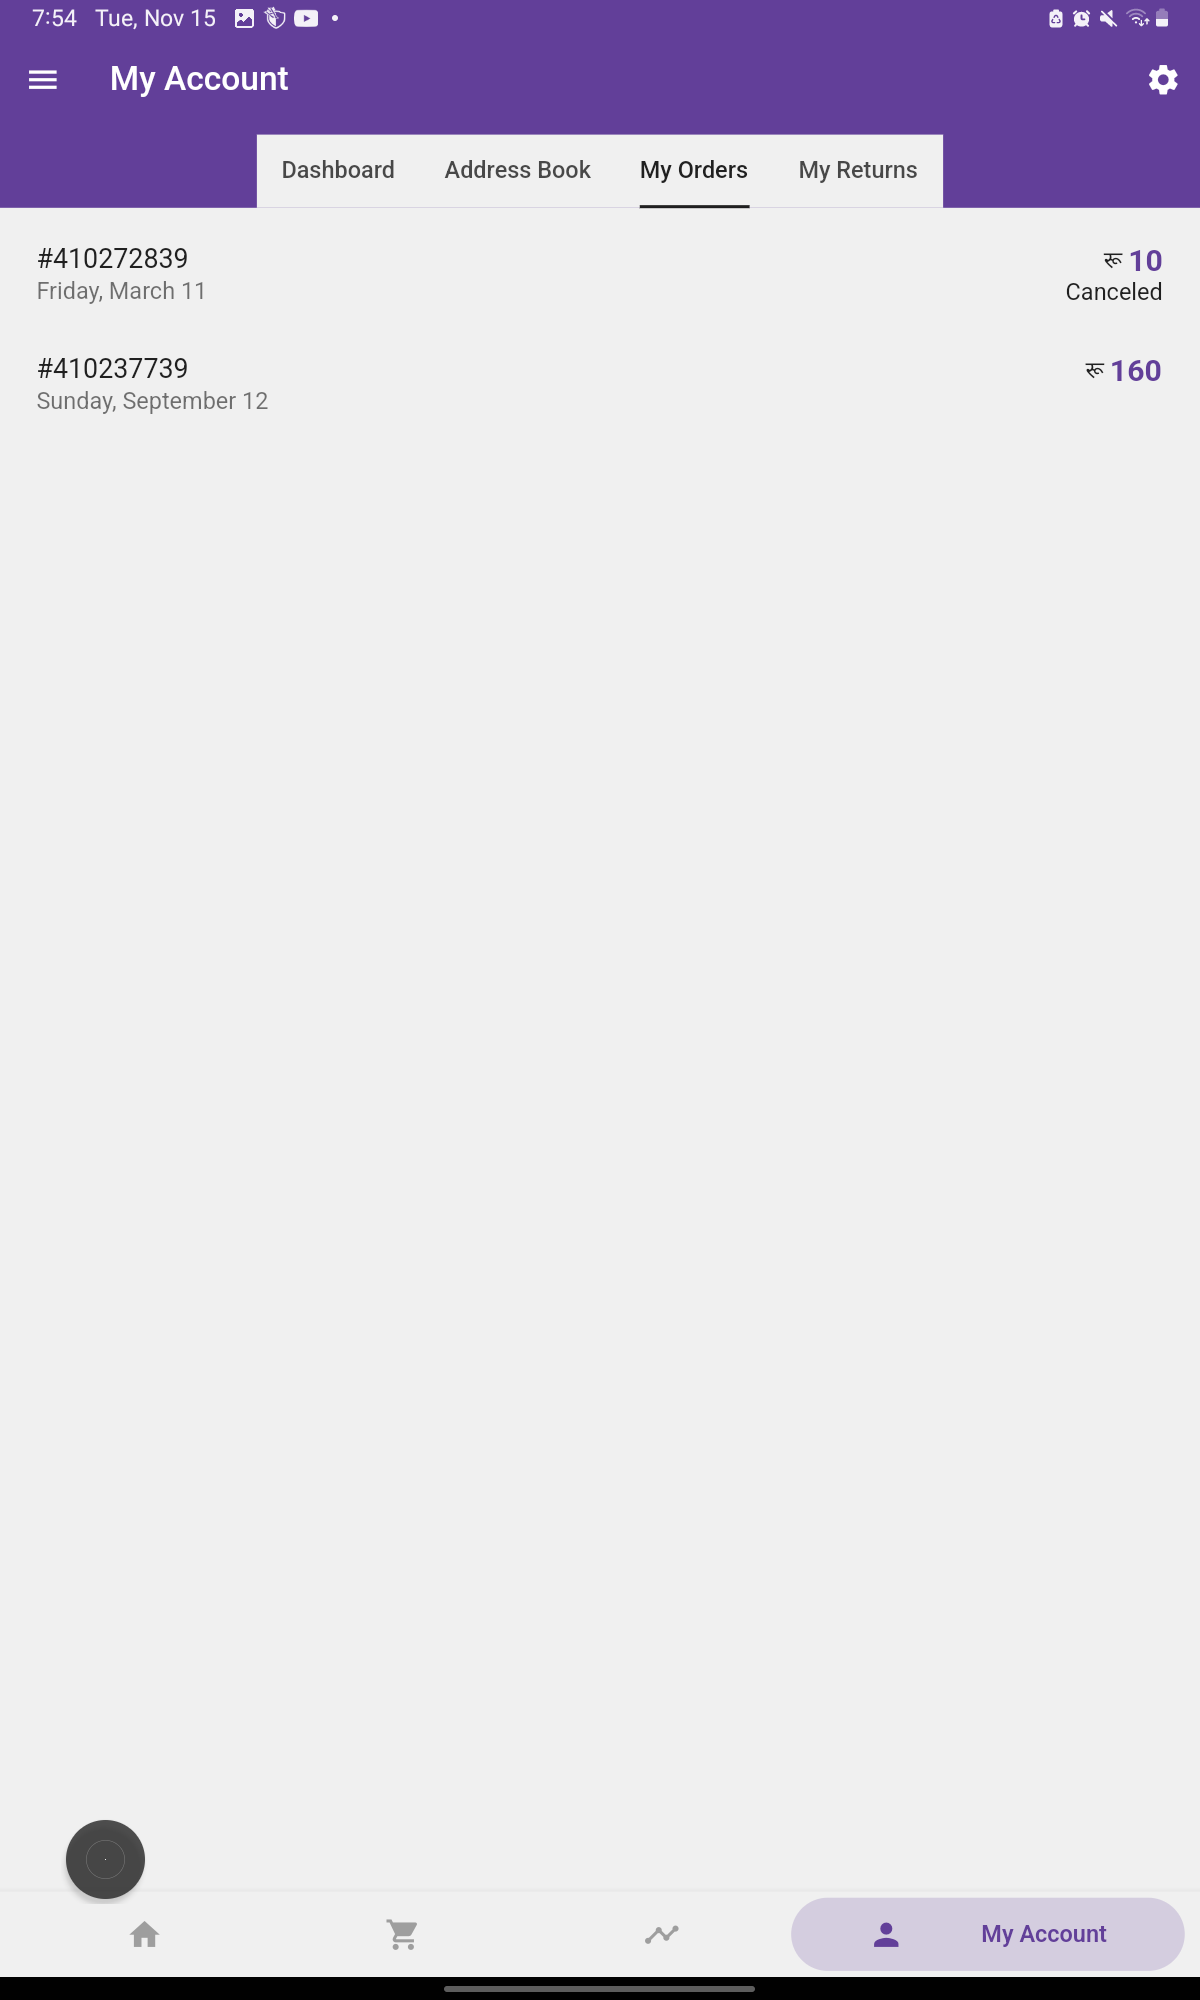 7:54 Tue, Nov 15
My Account
Dashboard Address Book My Orders My Returns
#410272839 रू 10
Friday, March 11 Canceled
#410237739 रू 160
Sunday, September 12
My Account